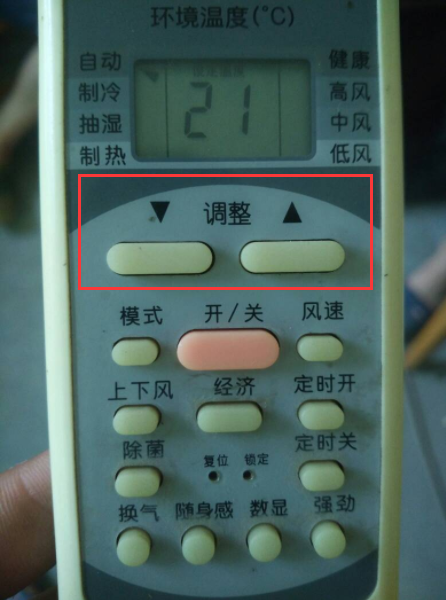 环境温度(°C)
自动 健康
制冷 21 高风
抽湿 中风
制热 低风
▼ 调整 ▲
模式 开/关 风速
上下风 经济 定时开
除菌 复位 锁定 定时关
换气 随身感 数显 强劲